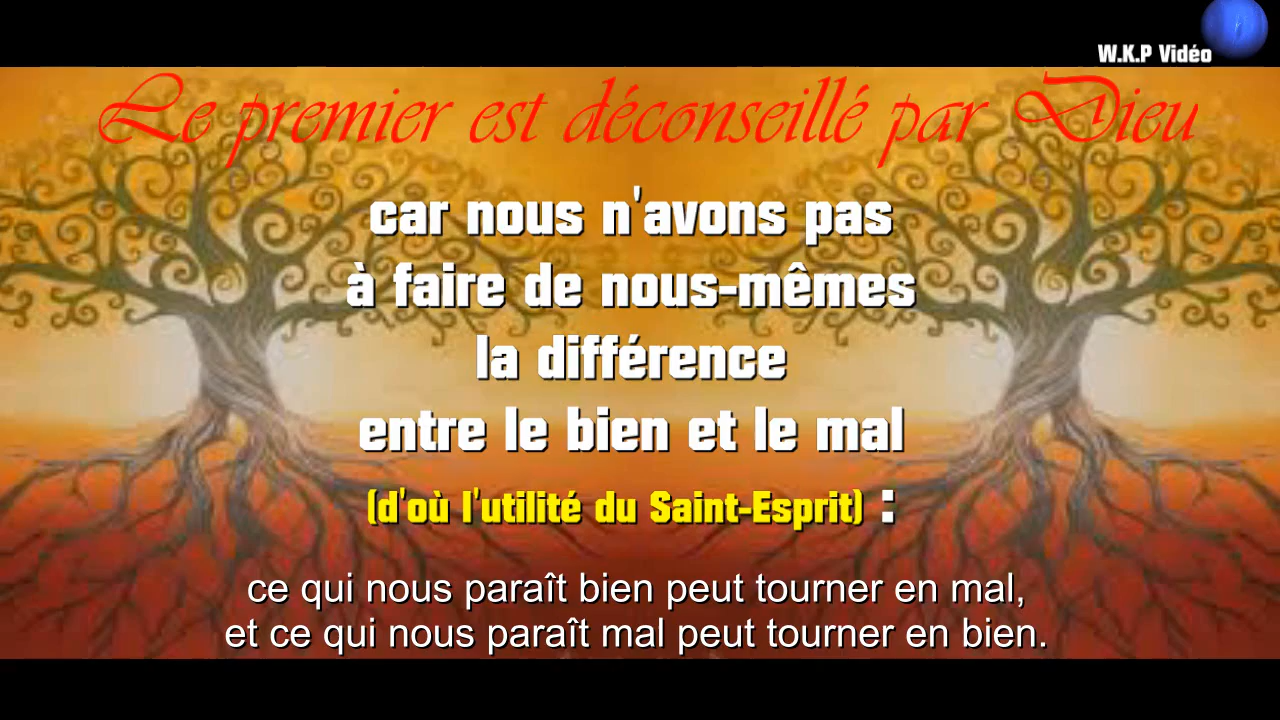 W.K.P Vidéo
Le premier est déconseillé par Dieu
car nous n'avons pas
à faire de nous-mêmes
la différence
entre le bien et le mal
(d'où l'utilité du Saint-Esprit) :
ce qui nous paraît bien peut tourner en mal,
et ce qui nous paraît mal peut tourner en bien.